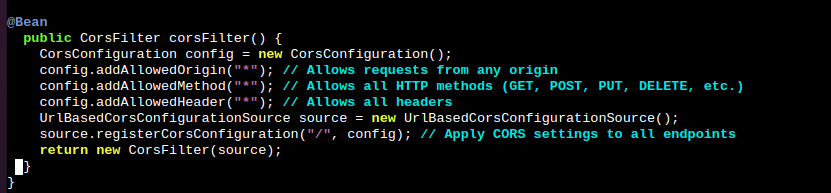 @Bean
public CorsFilter corsFilter() {
CorsConfiguration config = new CorsConfiguration();
config.addAllowedOrigin("*"); // Allows requests from any origin
config.addAllowedMethod("*"); // Allows all HTTP methods (GET, POST, PUT, DELETE, etc.)
config.addAllowedHeader("*"); // Allows all headers
UrlBasedCorsConfigurationSource source = new UrlBasedCorsConfigurationSource();
source.registerCorsConfiguration("/", config); // Apply CORS settings to all endpoints
return new CorsFilter(source);
}
}